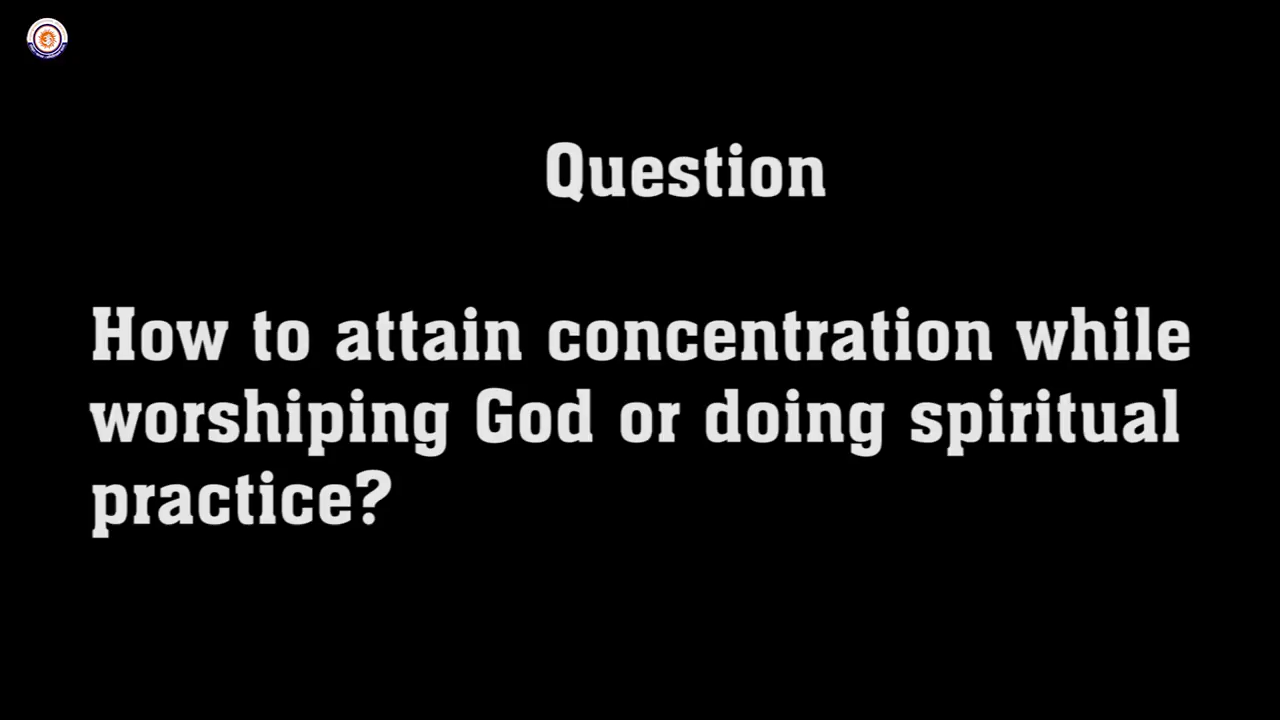 Question
How to attain concentration while
worshiping God or doing spiritual
practice?